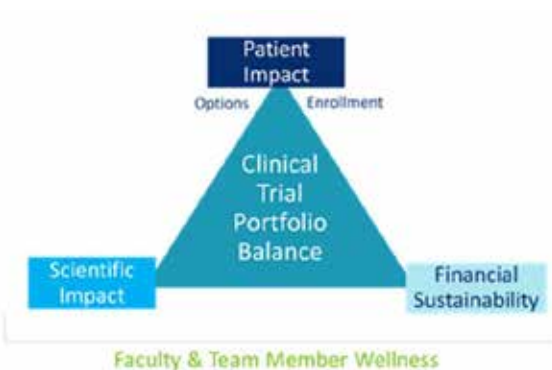 Patient
Impact
Options Enrollment
Clinical
Trial
Portfolio
Balance
Scientific
Impact
Financial
Sustainability
Faculty & Team Member Wellness